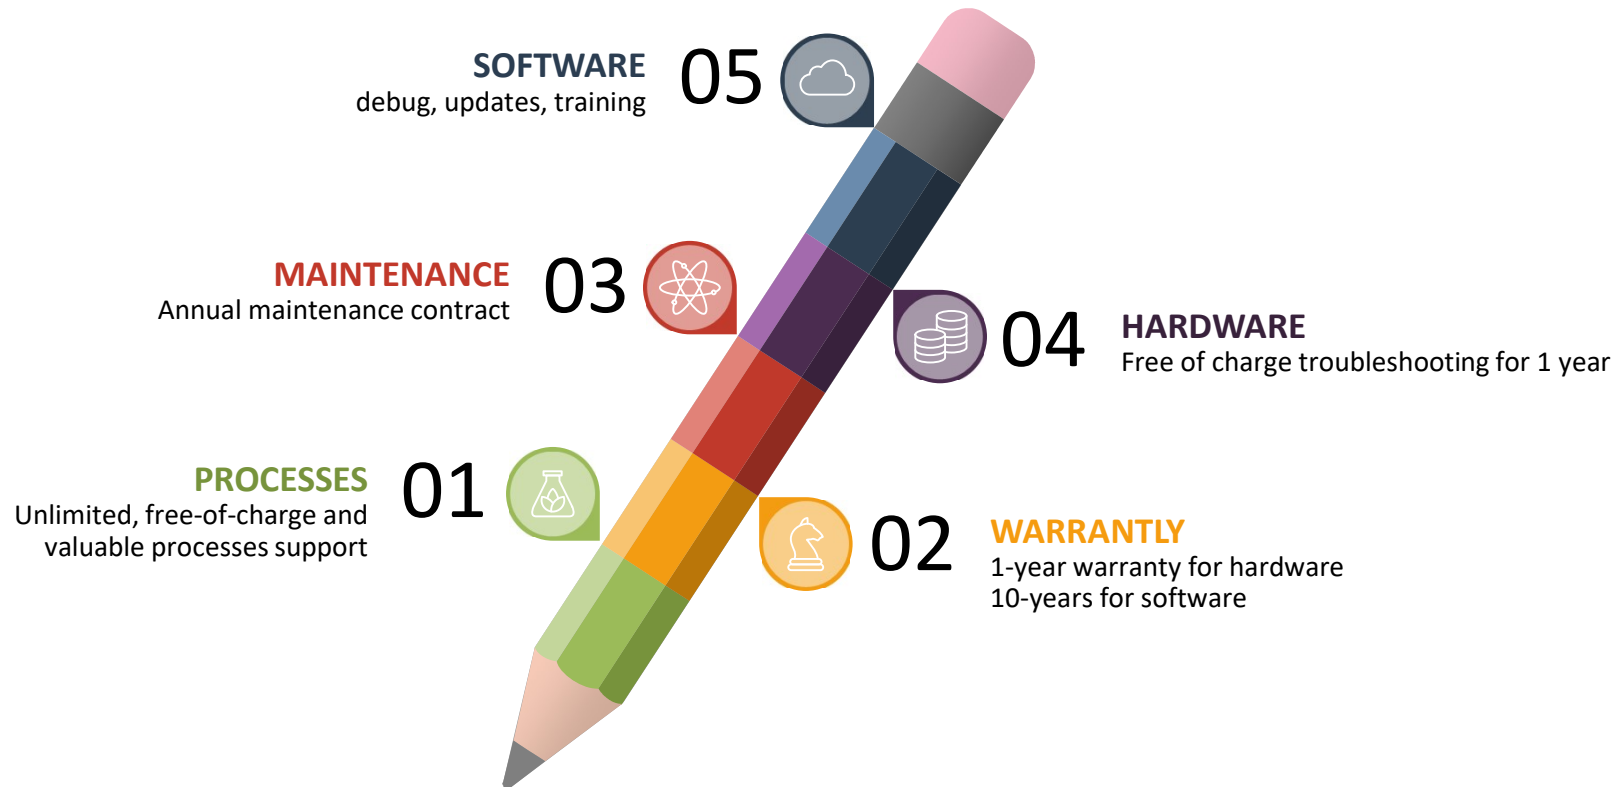 SOFTWARE
debug, updates, training
05
MAINTENANCE
Annual maintenance contract
03
04
HARDWARE
Free of charge troubleshooting for 1 year
PROCESSES
Unlimited, free-of-charge and
valuable processes support
01
02
WARRANTLY
1-year warranty for hardware
10-years for software